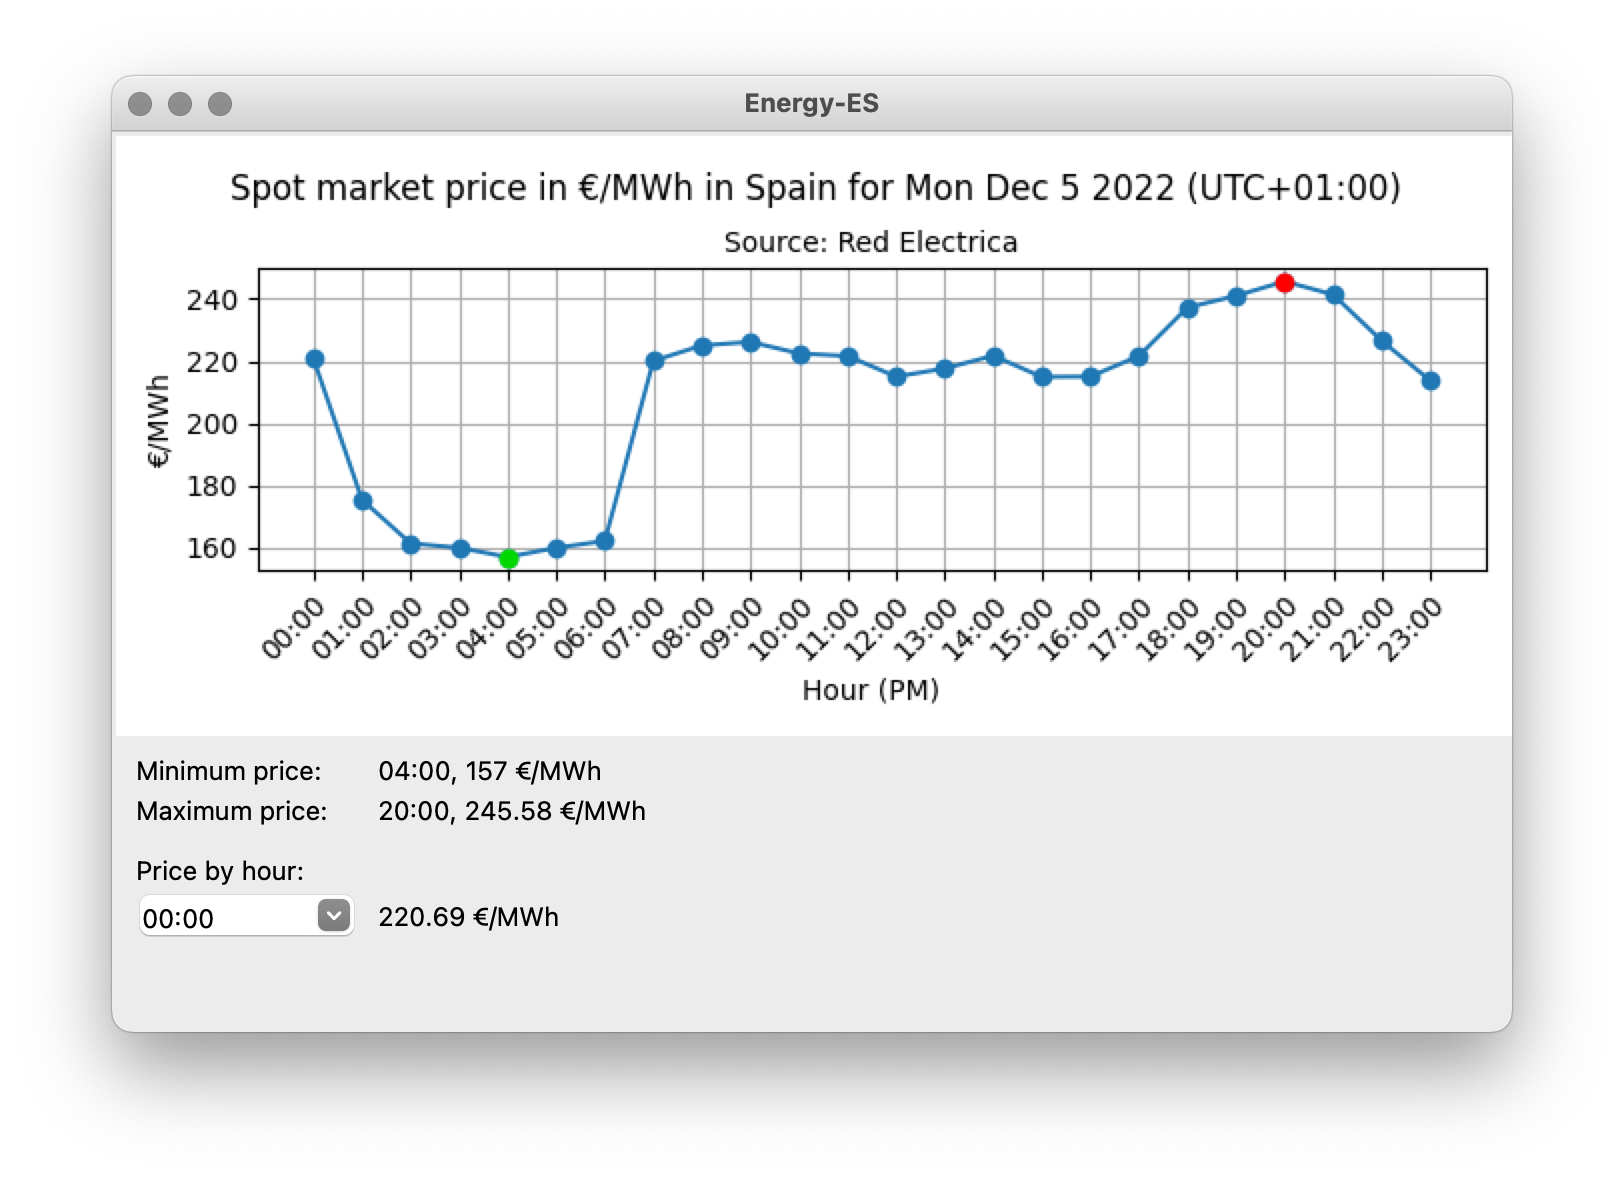 Energy-ES
Spot market price in €/MWh in Spain for Mon Dec 5 2022 (UTC+01:00)
Source: Red Electrica
240
220
200
180
160
€/MWh
00:00 01:00 02:00 03:00 04:00 05:00 06:00 07:00 08:00 09:00 10:00 11:00 12:00 13:00 14:00 15:00 16:00 17:00 18:00 19:00 20:00 21:00 22:00 23:00
Hour (PM)
Minimum price: 04:00, 157 €/MWh
Maximum price: 20:00, 245.58 €/MWh
Price by hour:
00:00 220.69 €/MWh